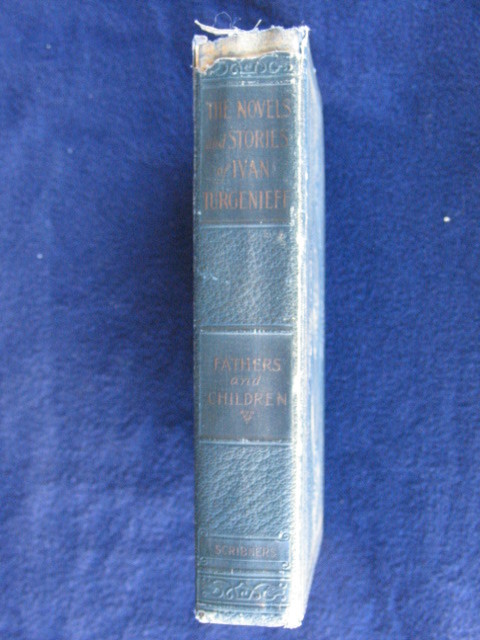 THE NOVELS
and STORIES
of IVAN
TURGENIEFF
FATHERS
and
CHILDREN
SCRIBNERS